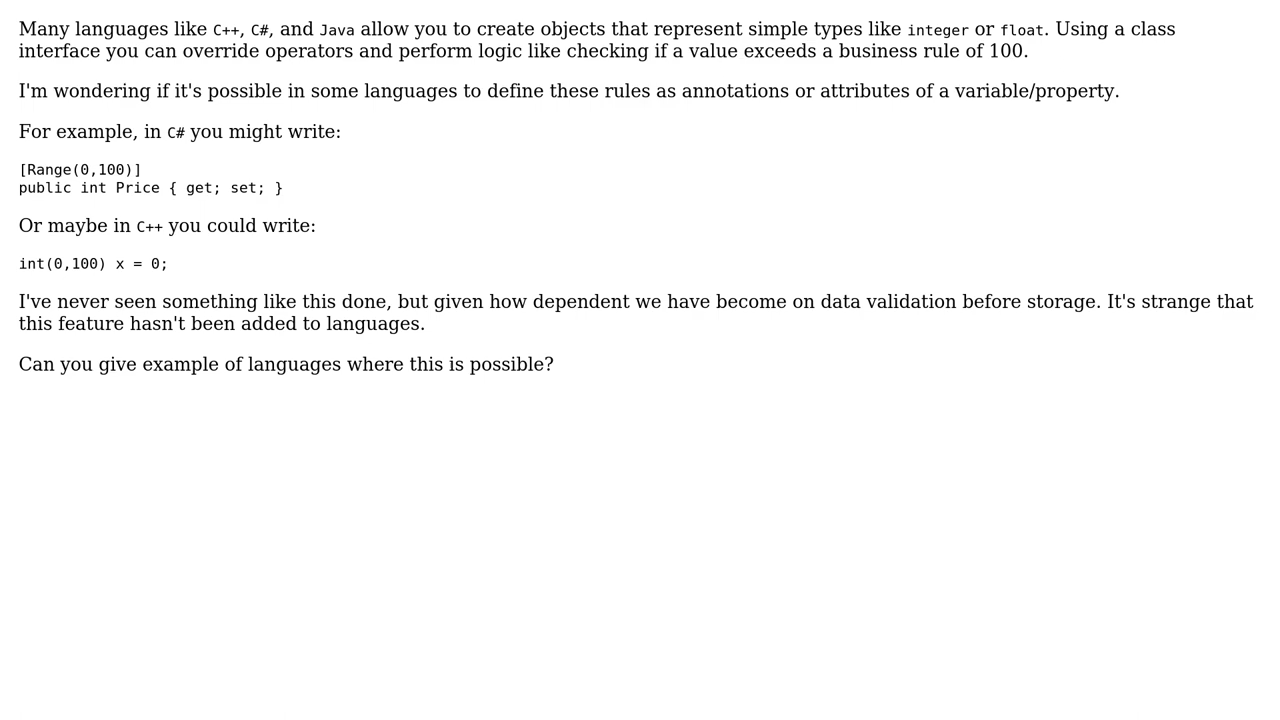 Many languages like C++, C#, and Java allow you to create objects that represent simple types like integer or float. Using a class
interface you can override operators and perform logic like checking if a value exceeds a business rule of 100.
I'm wondering if it's possible in some languages to define these rules as annotations or attributes of a variable/property.
For example, in C# you might write:
[Range(0,100)]
public int Price { get; set; }
Or maybe in C++ you could write:
int(0,100) x = 0;
I've never seen something like this done, but given how dependent we have become on data validation before storage. It's strange that
this feature hasn't been added to languages.
Can you give example of languages where this is possible?